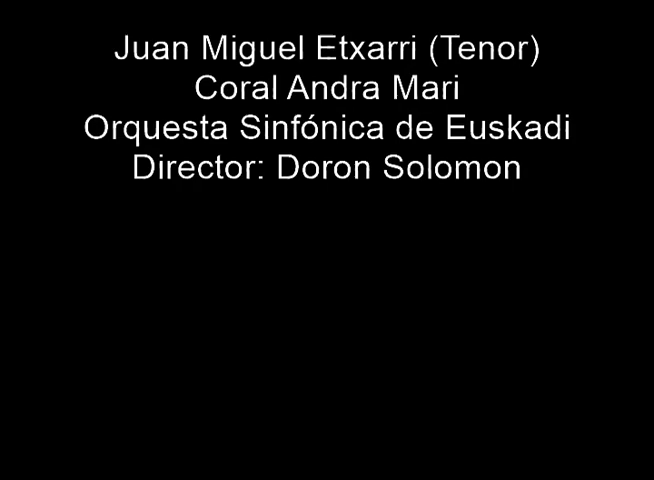 Juan Miguel Etxarri (Tenor)
Coral Andra Mari
Orquesta Sinfónica de Euskadi
Director: Doron Solomon